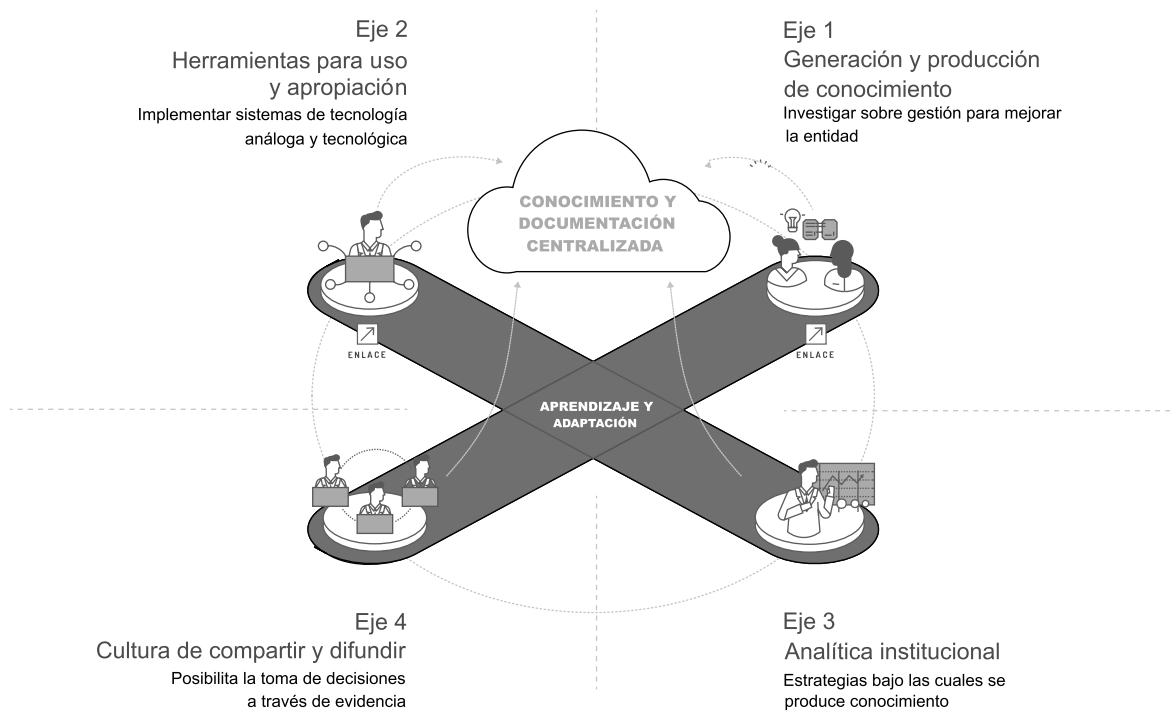 Eje 2
Herramientas para uso
y apropiación
Implementar sistemas de tecnología
análoga y tecnológica
Eje 1
Generación y producción
de conocimiento
Investigar sobre gestión para mejorar
la entidad
CONOCIMIENTO Y
DOCUMENTACIÓN
CENTRALIZADA
ENLACE
ENLACE
APRENDIZAJE Y
ADAPTACIÓN
Eje 4
Cultura de compartir y difundir
Posibilita la toma de decisiones
a través de evidencia
Eje 3
Analítica institucional
Estrategias bajo las cuales se
produce conocimiento